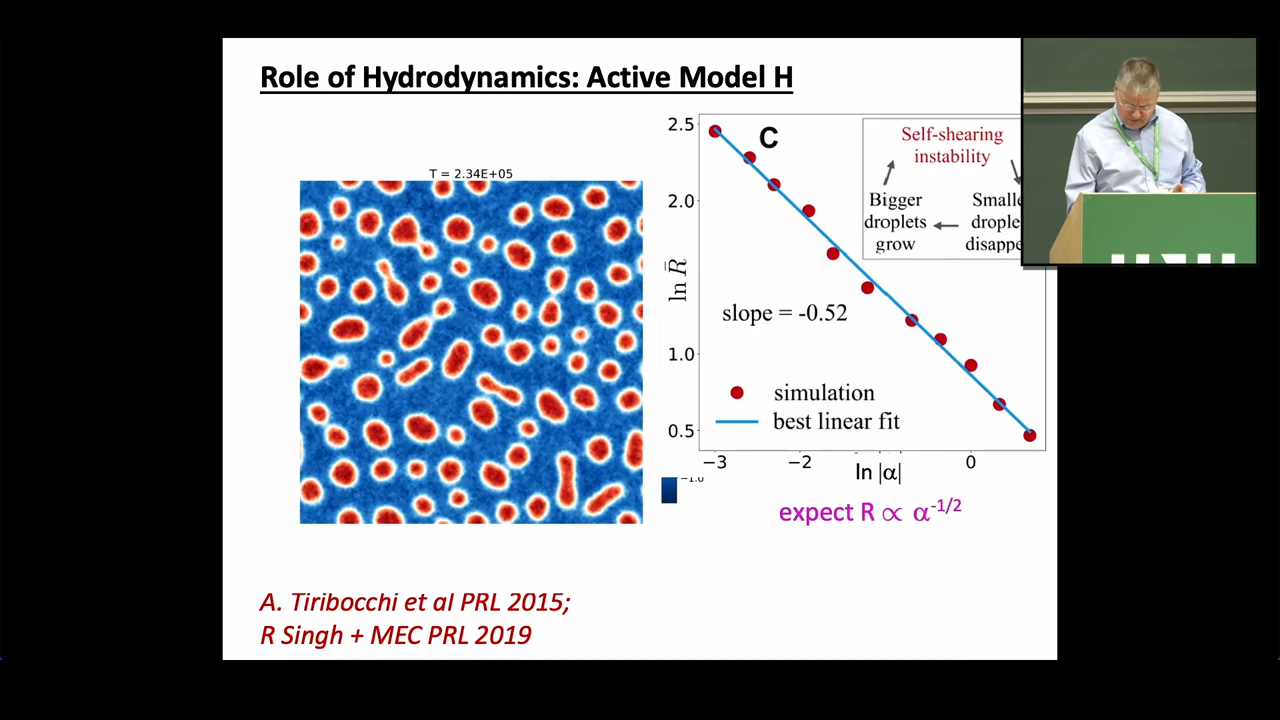 Role of Hydrodynamics: Active Model H
T = 2.34E+05
2.5
2.0
1.0
0.5
ln R̄
C
Self-shearing
instability
Bigger
droplets
grow
slope = -0.52
simulation
best linear fit
−3
−2
0
ln |α|
−1.0
expect R ∝ α-1/2
A. Tiribocchi et al PRL 2015;
R Singh + MEC PRL 2019